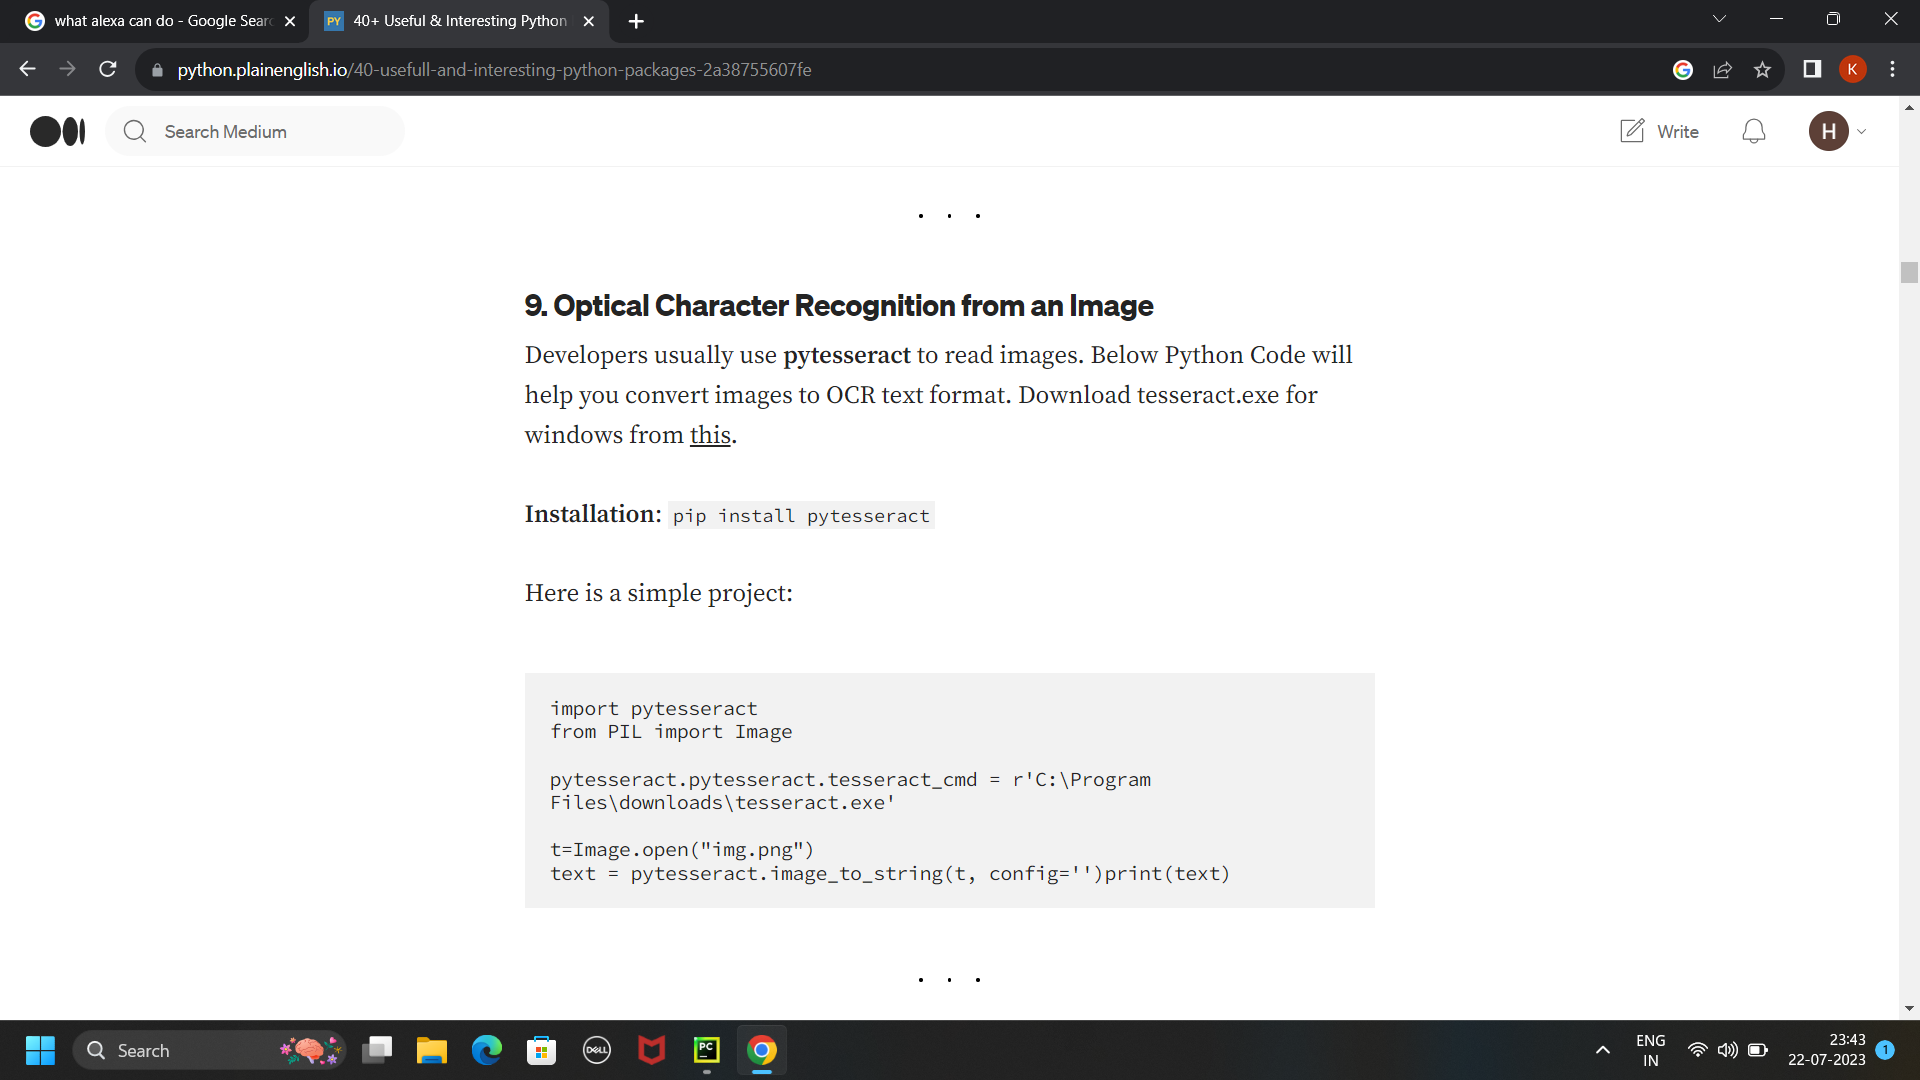 what alexa can do - Google Sear
40+ Useful & Interesting Python
python.plainenglish.io/40-usefull-and-interesting-python-packages-2a38755607fe
K
Search Medium
Write
H
. . .
9. Optical Character Recognition from an Image
Developers usually use pytesseract to read images. Below Python Code will
help you convert images to OCR text format. Download tesseract.exe for
windows from this.
Installation: pip install pytesseract
Here is a simple project:
import pytesseract
from PIL import Image
pytesseract.pytesseract.tesseract_cmd = r'C:\Program
Files\downloads\tesseract.exe'
t=Image.open("img.png")
text = pytesseract.image_to_string(t, config='')print(text)
. . .
Search
DELL
PC
ENG
IN
23:43
22-07-2023
1